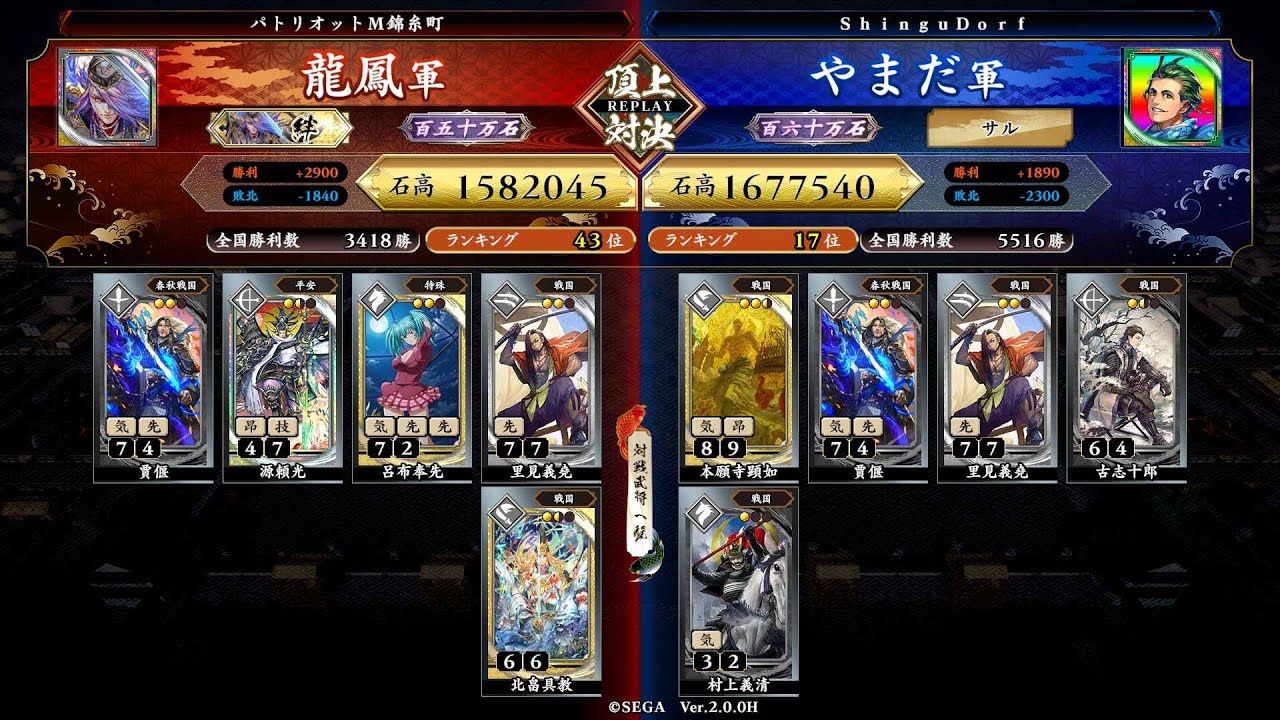 パトリオットM錦糸町
ShinguDorf
龍鳳軍
頂上
REPLAY
対決
やまだ軍
絆
百五十万石
百六十万石
サル
勝利 +2900
敗北 -1840
石高 1582045
石高 1677540
勝利 +1890
敗北 -2300
全国勝利数 3418勝
ランキング 43位
ランキング 17位
全国勝利数 5516勝
春秋戦国
気 先
7 4
賈偃
平安
昂 技
4 7
源頼光
特殊
気 先 先
7 2
呂布奉先
戦国
先
7 7
里見義堯
対戦武将一覧
戦国
気 昂
8 9
本願寺顕如
春秋戦国
気 先
7 4
賈偃
戦国
先
7 7
里見義堯
戦国
6 4
古志十郎
戦国
6 6
北畠具教
戦国
気
3 2
村上義清
©SEGA Ver.2.0.0H